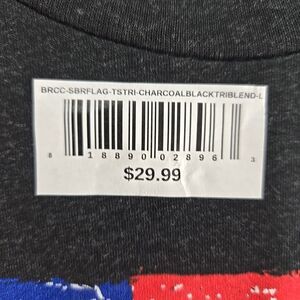 BRCC-SBRFLAG-TSTRI-CHARCOALBLACKTRIBLEND-L
8 18890 02896 3
$29.99